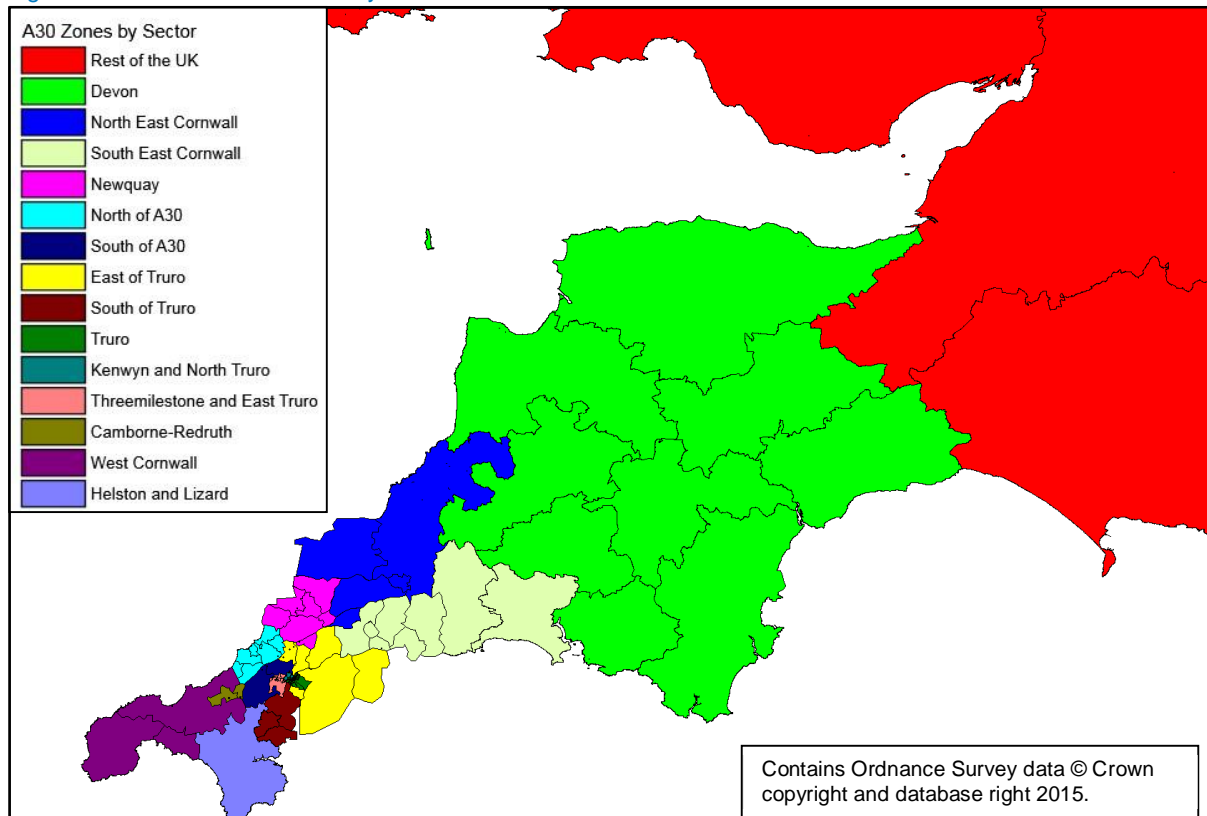 A30 Zones by Sector
Rest of the UK
Devon
North East Cornwall
South East Cornwall
Newquay
North of A30
South of A30
East of Truro
South of Truro
Truro
Kenwyn and North Truro
Threemilestone and East Truro
Camborne-Redruth
West Cornwall
Helston and Lizard
Contains Ordnance Survey data © Crown
copyright and database right 2015.